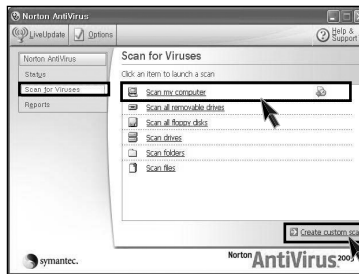 Norton AntiVirus
LiveUpdate Options Help & Support
Norton AntiVirus
Status
Scan for Viruses
Reports
Scan for Viruses
Click an item to launch a scan
Scan my computer
Scan all removable drives
Scan all floppy disks
Scan drives
Scan folders
Scan files
Create custom sca
symantec.
Norton AntiVirus